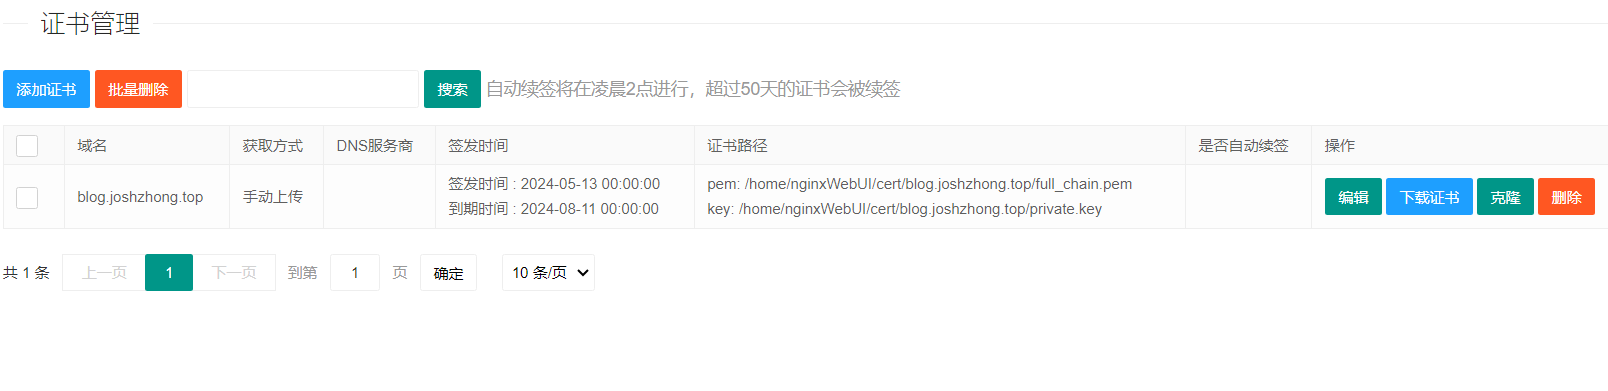 证书管理
添加证书 批量删除 搜索 自动续签将在凌晨2点进行，超过50天的证书会被续签
域名 获取方式 DNS服务商 签发时间 证书路径 是否自动续签 操作
blog.joshzhong.top 手动上传 签发时间 : 2024-05-13 00:00:00 pem: /home/nginxWebUI/cert/blog.joshzhong.top/full_chain.pem 编辑 下载证书 克隆 删除
到期时间 : 2024-08-11 00:00:00 key: /home/nginxWebUI/cert/blog.joshzhong.top/private.key
共 1 条 上一页 1 下一页 到第 1 页 确定 10 条/页